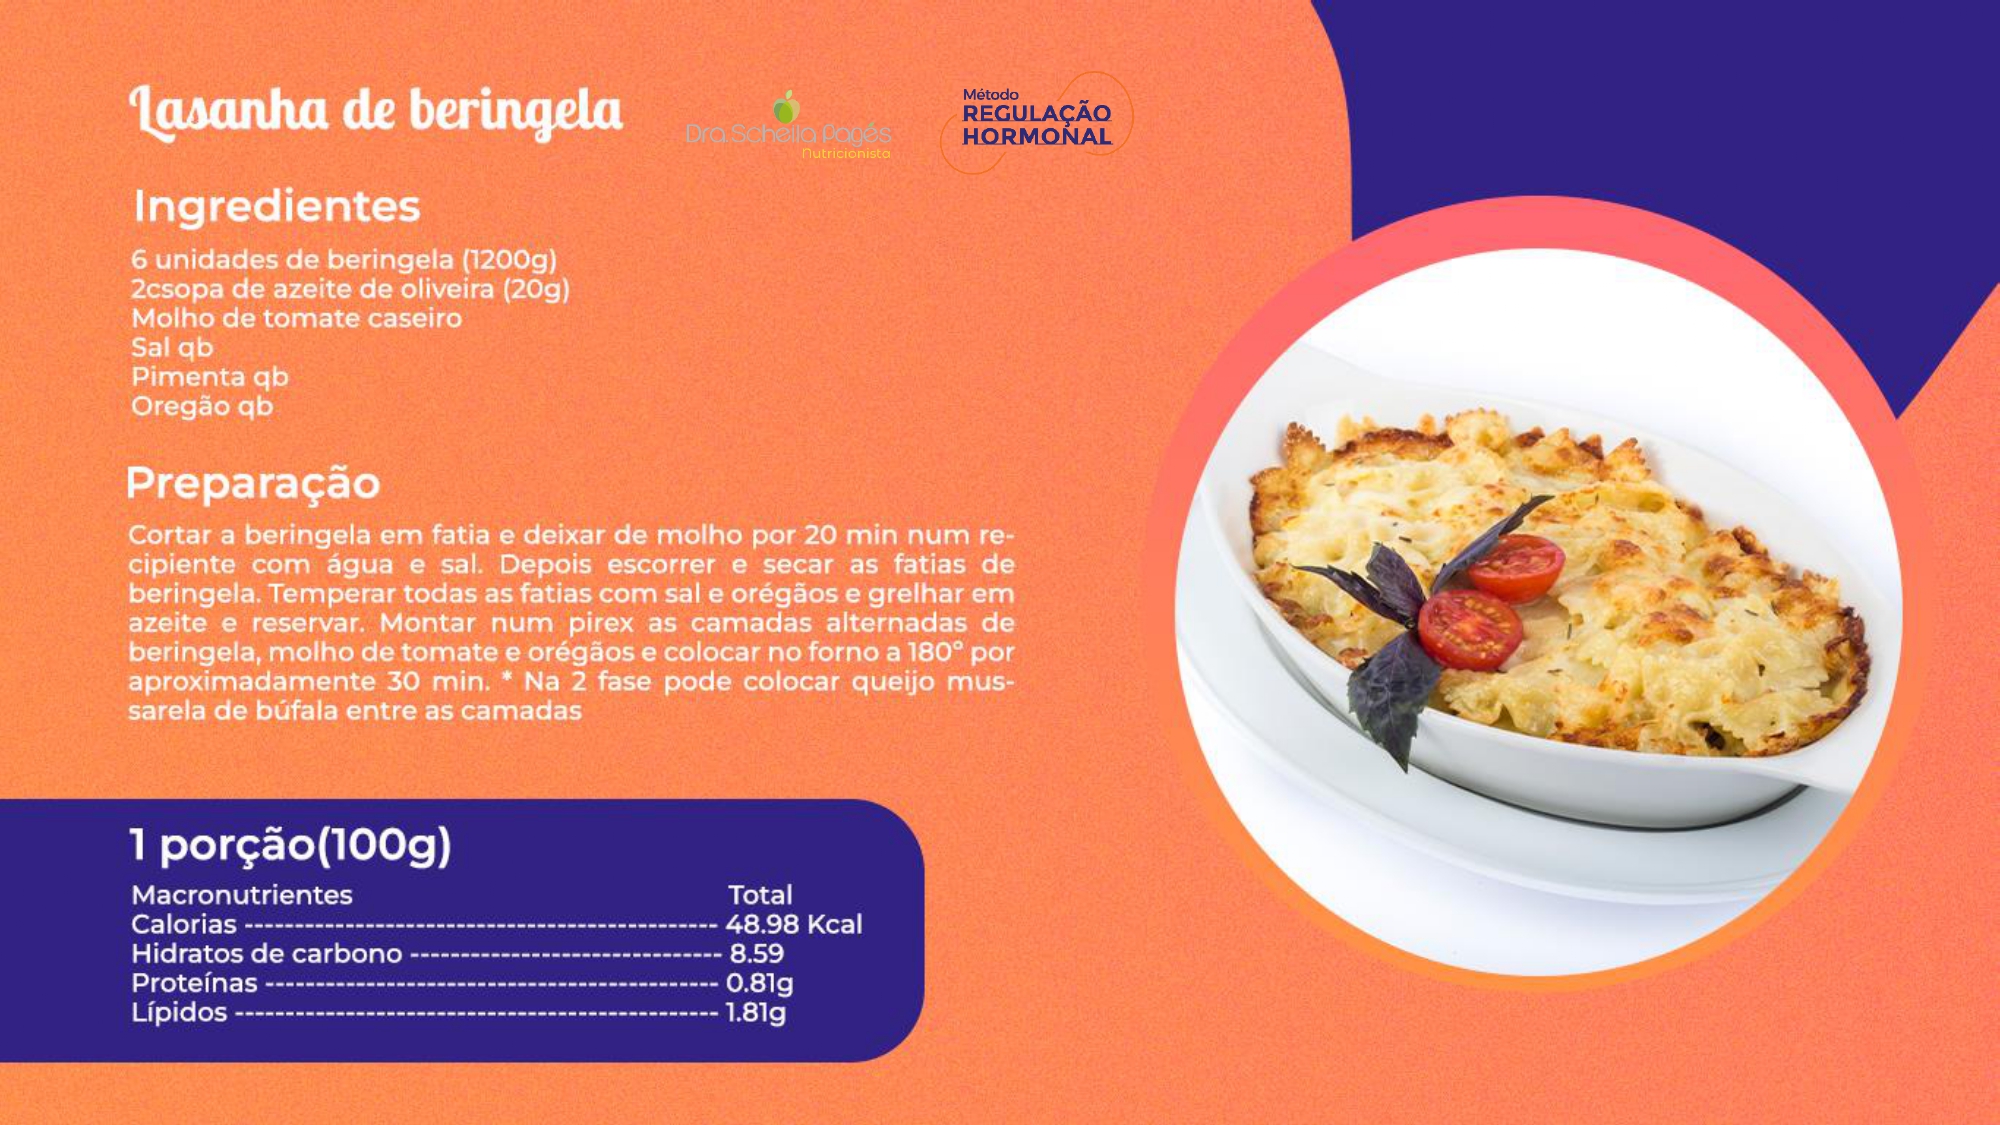 Lasanha de beringela
Dra.Scheila Pagés
Nutricionista
Método
REGULAÇÃO
HORMONAL
Ingredientes
6 unidades de beringela (1200g)
2csopa de azeite de oliveira (20g)
Molho de tomate caseiro
Sal qb
Pimenta qb
Oregão qb
Preparação
Cortar a beringela em fatia e deixar de molho por 20 min num re-
cipiente com água e sal. Depois escorrer e secar as fatias de
beringela. Temperar todas as fatias com sal e orégãos e grelhar em
azeite e reservar. Montar num pirex as camadas alternadas de
beringela, molho de tomate e orégãos e colocar no forno a 180º por
aproximadamente 30 min. * Na 2 fase pode colocar queijo mus-
sarela de búfala entre as camadas
1 porção(100g)
Macronutrientes Total
Calorias ----------------------------------------------- 48.98 Kcal
Hidratos de carbono ------------------------------- 8.59
Proteínas --------------------------------------------- 0.81g
Lípidos ------------------------------------------------ 1.81g